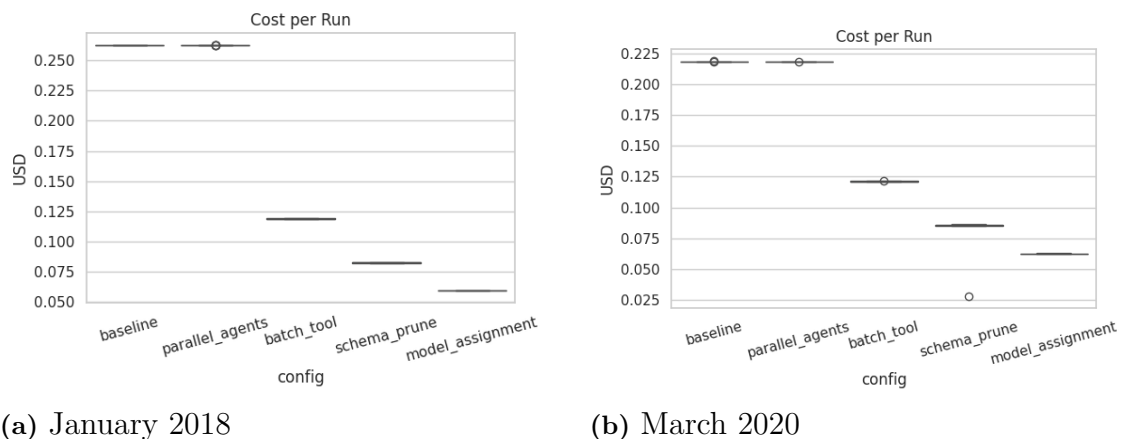 Cost per Run
0.250
0.225
0.200
0.175
0.150
0.125
0.100
0.075
0.050
USD
baseline
parallel_agents
batch_tool
schema_prune
model_assignment
config
(a) January 2018
Cost per Run
0.225
0.200
0.175
0.150
0.125
0.100
0.075
0.050
0.025
USD
baseline
parallel_agents
batch_tool
schema_prune
model_assignment
config
(b) March 2020